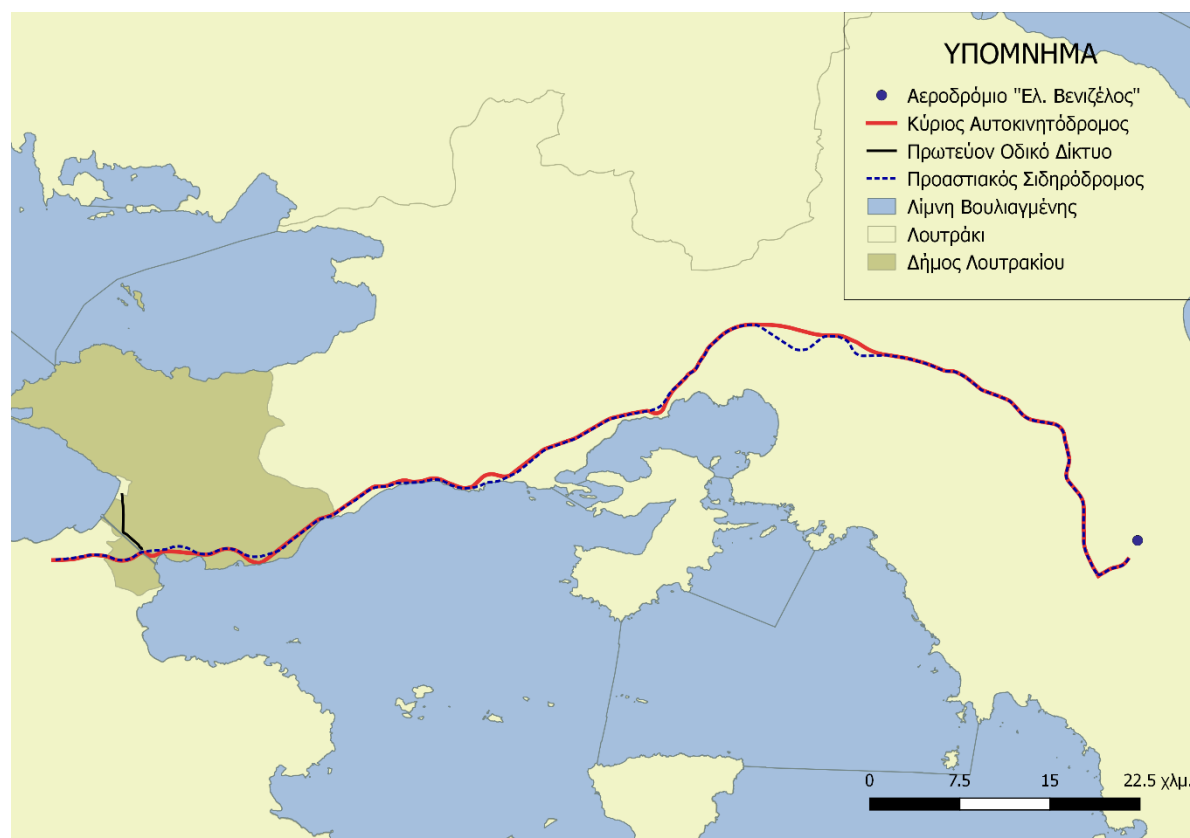 ΥΠΟΜΝΗΜΑ
Αεροδρόμιο "Ελ. Βενιζέλος"
Κύριος Αυτοκινητόδρομος
Πρωτεύον Οδικό Δίκτυο
Προαστιακός Σιδηρόδρομος
Λίμνη Βουλιαγμένης
Λουτράκι
Δήμος Λουτρακίου
0 7.5 15 22.5 χλμ.